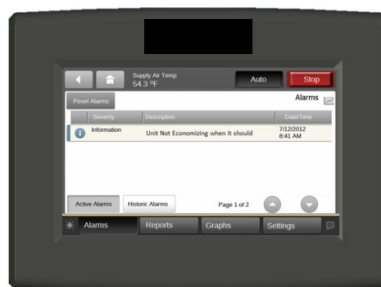 Supply Air Temp
54.3 ºF
Auto
Stop
Reset Alarms
Alarms
Severity
Description
Date/Time
Information
Unit Not Economizing when it should
7/12/2012
8:41 AM
Active Alarms
Historic Alarms
Page 1 of 2
Alarms
Reports
Graphs
Settings